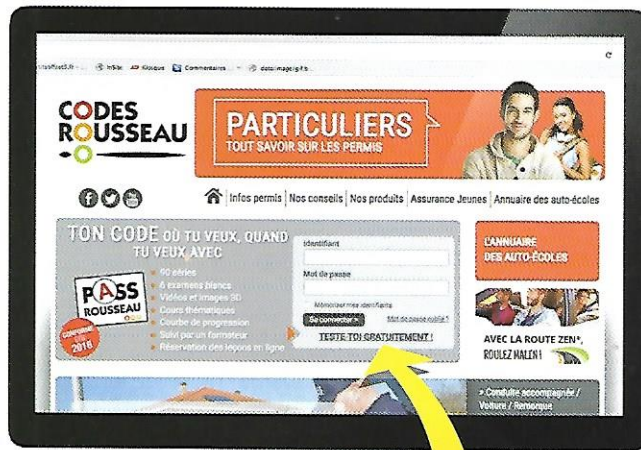 InSite Kiosque Commentaires...
CODES
ROUSSEAU
PARTICULIERS
TOUT SAVOIR SUR LES PERMIS
Infos permis | Nos conseils | Nos produits | Assurance Jeunes | Annuaire des auto-écoles
TON CODE OÙ TU VEUX, QUAND
TU VEUX AVEC
PASS
ROUSSEAU
CONFORME
2016
90 séries
6 examens blancs
Vidéos et images 3D
Cours thématiques
Courbe de progression
Suivi par un formateur
Réservation des leçons en ligne
Identifiant
Mot de passe
Mémoriser mes identifiants
Se connecter >
Mot de passe oublié ?
TESTE-TOI GRATUITEMENT !
L'ANNUAIRE
DES AUTO-ÉCOLES
AVEC LA ROUTE ZEN*,
ROULEZ MALIN !
> Conduite accompagnée /
Voiture / Remorque